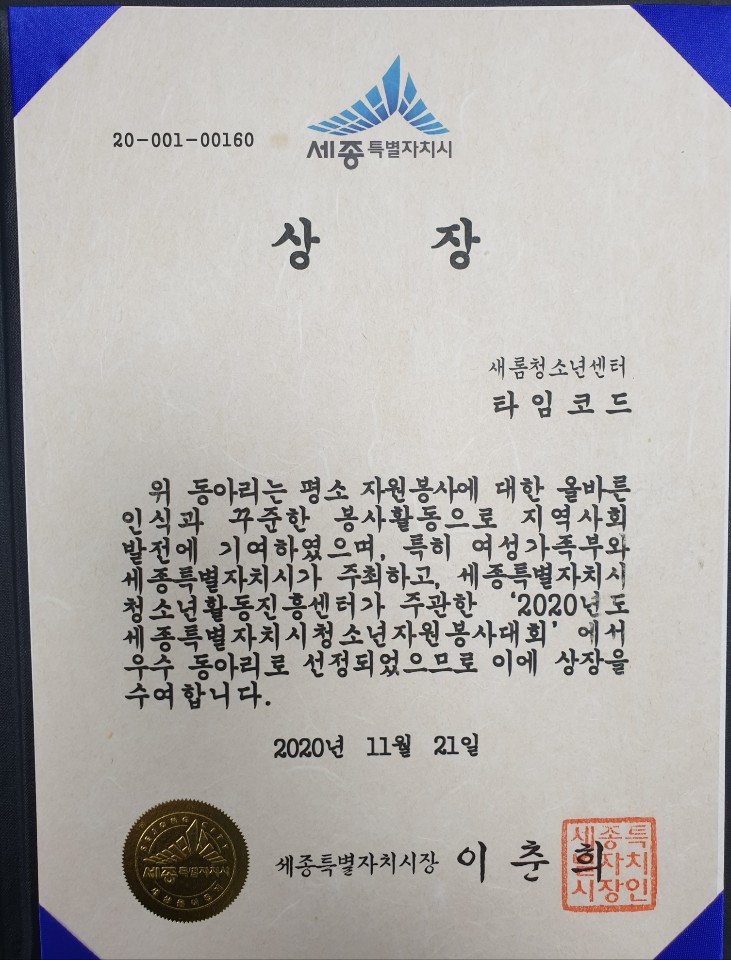 20-001-00160
세종특별자치시
상 장
새롬청소년센터
타임코드
위 동아리는 평소 자원봉사에 대한 올바른
인식과 꾸준한 봉사활동으로 지역사회
발전에 기여하였으며, 특히 여성가족부와
세종특별자치시가 주최하고, 세종특별자치시
청소년활동진흥센터가 주관한 '2020년도
세종특별자치시청소년자원봉사대회'에서
우수 동아리로 선정되었으므로 이에 상장을
수여합니다.
2020년 11월 21일
세종특별자치시
세종특별자치시장 이춘희
세종특
별자치
시장인